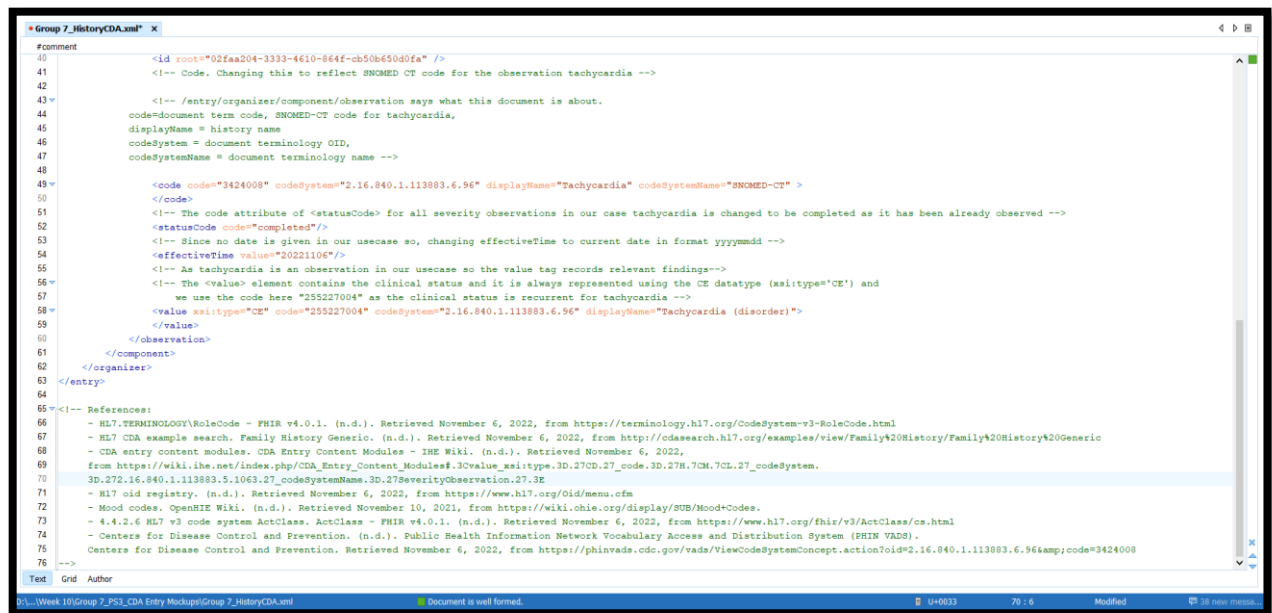 Group 7_HistoryCDA.xml* ×
#comment
40 <id root="02faa204-3333-4610-864f-cb50b650d0fa" />
41 <!-- Code. Changing this to reflect SNOMED CT code for the observation tachycardia -->
42
43 <!-- /entry/organizer/component/observation says what this document is about.
44 code=document term code, SNOMED-CT code for tachycardia,
45 displayName = history name
46 codeSystem = document terminology OID,
47 codeSystemName = document terminology name -->
48
49 <code code="3424008" codeSystem="2.16.840.1.113883.6.96" displayName="Tachycardia" codeSystemName="SNOMED-CT" >
50 </code>
51 <!-- The code attribute of <statusCode> for all severity observations in our case tachycardia is changed to be completed as it has been already observed -->
52 <statusCode code="completed"/>
53 <!-- Since no date is given in our usecase so, changing effectiveTime to current date in format yyyymmdd -->
54 <effectiveTime value="20221106"/>
55 <!-- As tachycardia is an observation in our usecase so the value tag records relevant findings-->
56 <!-- The <value> element contains the clinical status and it is always represented using the CE datatype (xsi:type='CE') and
57 we use the code here "255227004" as the clinical status is recurrent for tachycardia -->
58 <value xsi:type="CE" code="255227004" codeSystem="2.16.840.1.113883.6.96" displayName="Tachycardia (disorder)">
59 </value>
60 </observation>
61 </component>
62 </organizer>
63 </entry>
64
65 <!-- References:
66 - HL7.TERMINOLOGY\RoleCode - FHIR v4.0.1. (n.d.). Retrieved November 6, 2022, from https://terminology.hl7.org/CodeSystem-v3-RoleCode.html
67 - HL7 CDA example search. Family History Generic. (n.d.). Retrieved November 6, 2022, from http://cdasearch.hl7.org/examples/view/Family%20History/Family%20History%20Generic
68 - CDA entry content modules. CDA Entry Content Modules - IHE Wiki. (n.d.). Retrieved November 6, 2022,
69 from https://wiki.ihe.net/index.php/CDA_Entry_Content_Modules#.3Cvalue_xsi:type.3D.27CD.27_code.3D.27H.7CM.7CL.27_codeSystem.
70 3D.272.16.840.1.113883.5.1063.27_codeSystemName.3D.27SeverityObservation.27.3E
71 - Hl7 oid registry. (n.d.). Retrieved November 6, 2022, from https://www.hl7.org/Oid/menu.cfm
72 - Mood codes. OpenHIE Wiki. (n.d.). Retrieved November 10, 2021, from https://wiki.ohie.org/display/SUB/Mood+Codes.
73 - 4.4.2.6 HL7 v3 code system ActClass. ActClass - FHIR v4.0.1. (n.d.). Retrieved November 6, 2022, from https://www.hl7.org/fhir/v3/ActClass/cs.html
74 - Centers for Disease Control and Prevention. (n.d.). Public Health Information Network Vocabulary Access and Distribution System (PHIN VADS).
75 Centers for Disease Control and Prevention. Retrieved November 6, 2022, from https://phinvads.cdc.gov/vads/ViewCodeSystemConcept.action?oid=2.16.840.1.113883.6.96&amp;code=3424008
76 -->
Text Grid Author
D:\...\Week 10\Group 7_PS3_CDA Entry Mockups\Group 7_HistoryCDA.xml Document is well formed. U+0033 70 : 6 Modified 38 new messa...